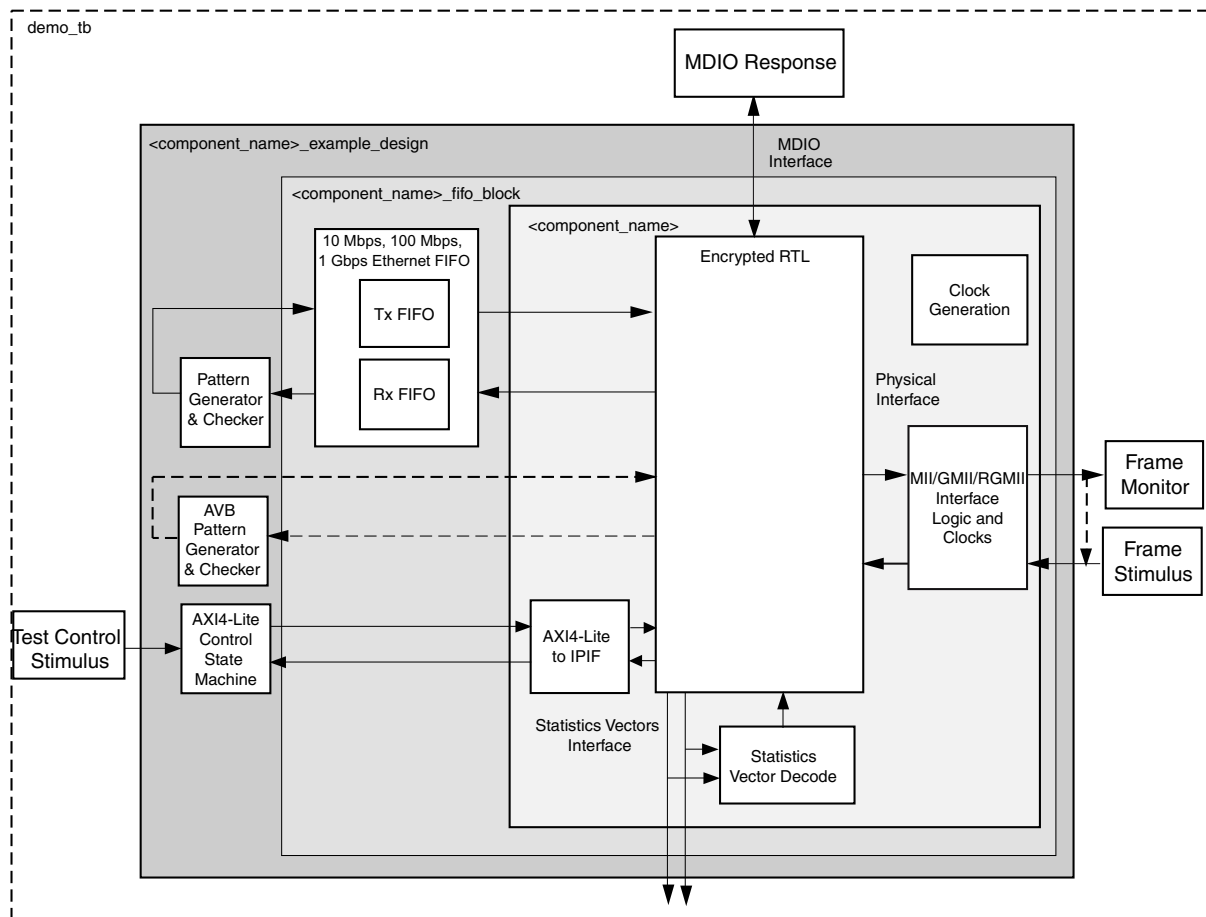 demo_tb
MDIO Response
<component_name>_example_design
MDIO
Interface
<component_name>_fifo_block
<component_name>
10 Mbps, 100 Mbps,
1 Gbps Ethernet FIFO
Tx FIFO
Rx FIFO
Encrypted RTL
Clock
Generation
Pattern
Generator
& Checker
Physical
Interface
MII/GMII/RGMII
Interface
Logic and
Clocks
Frame
Monitor
Frame
Stimulus
AVB
Pattern
Generator
& Checker
Test Control
Stimulus
AXI4-Lite
Control
State
Machine
AXI4-Lite
to IPIF
Statistics Vectors
Interface
Statistics
Vector Decode